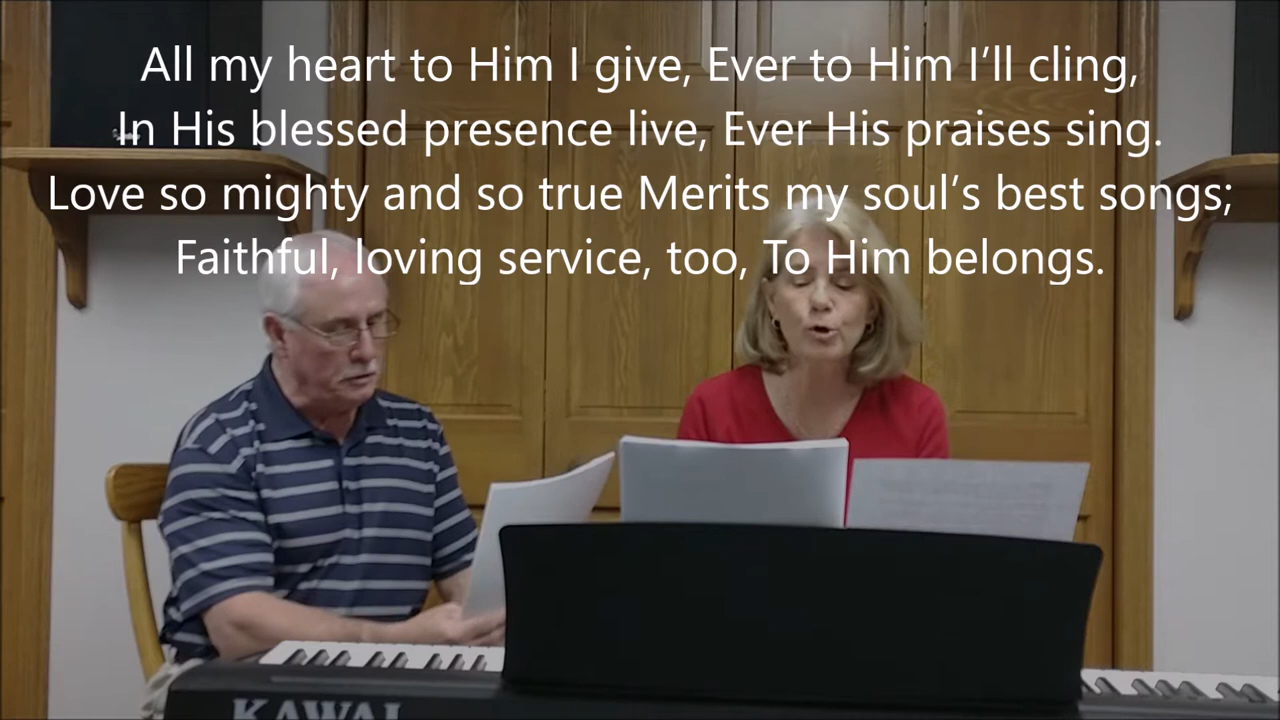 All my heart to Him I give, Ever to Him I’ll cling,
In His blessed presence live, Ever His praises sing.
Love so mighty and so true Merits my soul’s best songs;
Faithful, loving service, too, To Him belongs.
KAWAI